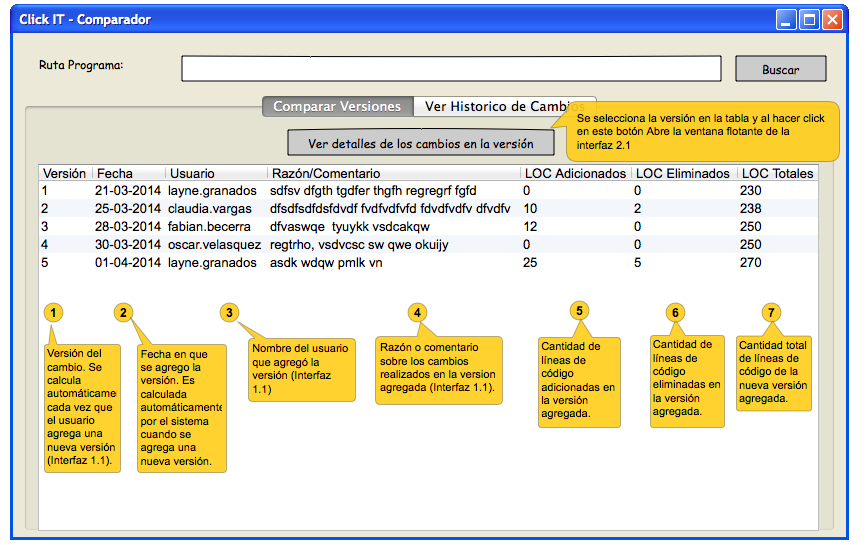 Click IT - Comparador
Ruta Programa:
Buscar
Comparar Versiones
Ver Historico de Cambios
Se selecciona la versión en la tabla y al hacer click
en este botón Abre la ventana flotante de la
interfaz 2.1
Ver detalles de los cambios en la versión
Versión Fecha Usuario Razón/Comentario LOC Adicionados LOC Eliminados LOC Totales
1 21-03-2014 layne.granados sdfsv dfgth tgdfer thgfh regregrf fgfd 0 0 230
2 25-03-2014 claudia.vargas dfsdfsdfdsfdvdf fvdfvdfvfd fdvdfvdfv dfvdfv 10 2 238
3 28-03-2014 fabian.becerra dfvaswqe tyuykk vsdcakqw 12 0 250
4 30-03-2014 oscar.velasquez regtrho, vsdvcsc sw qwe okuijy 0 0 250
5 01-04-2014 layne.granados asdk wdqw pmlk vn 25 5 270
1
Versión del
cambio. Se
calcula
automáticame
cada vez que
el usuario
agrega una
nueva versión
(Interfaz 1.1).
2
Fecha en que
se agrego la
versión. Es
calculada
automáticamente
por el sistema
cuando se
agrega una
nueva versión.
3
Nombre del usuario
que agregó la
versión (Interfaz
1.1)
4
Razón o comentario
sobre los cambios
realizados en la version
agregada (Interfaz 1.1).
5
Cantidad de
líneas de
código
adicionadas en
la versión
agregada.
6
Cantidad de
líneas de
código
eliminadas en
la versión
agregada.
7
Cantidad total
de líneas de
código de la
nueva versión
agregada.